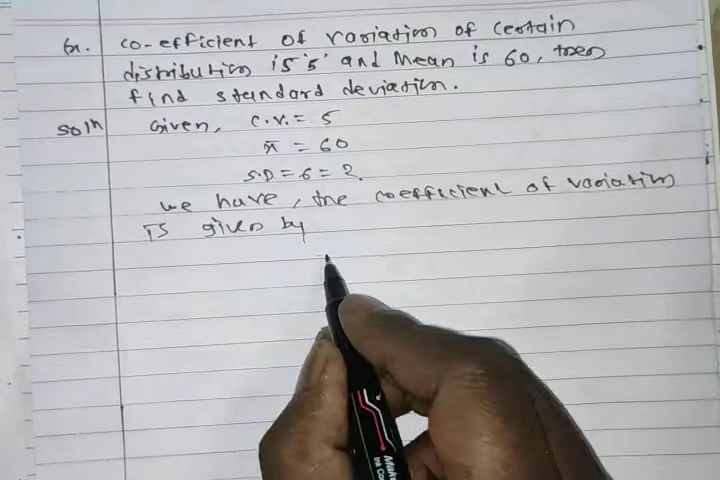 Ex. co-efficient of variation of certain
distribution is '5' and mean is 60, then
find standard deviation.
soln Given, C.V. = 5
x̄ = 60
S.D = σ = ?
we have, the coefficient of variation
is given by